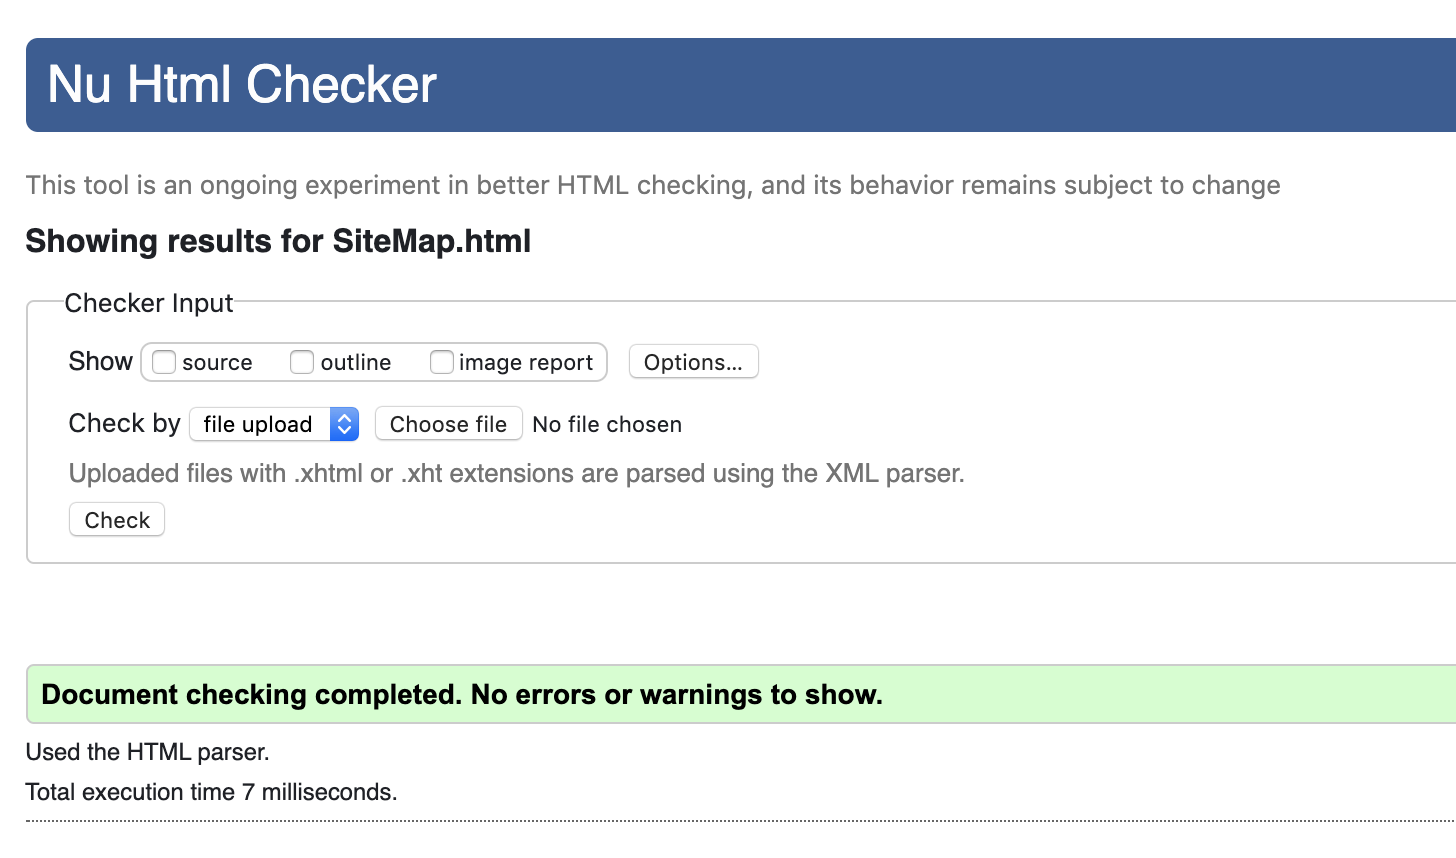 Nu Html Checker
This tool is an ongoing experiment in better HTML checking, and its behavior remains subject to change
Showing results for SiteMap.html
Checker Input
Show source outline image report Options...
Check by file upload Choose file No file chosen
Uploaded files with .xhtml or .xht extensions are parsed using the XML parser.
Check
Document checking completed. No errors or warnings to show.
Used the HTML parser.
Total execution time 7 milliseconds.